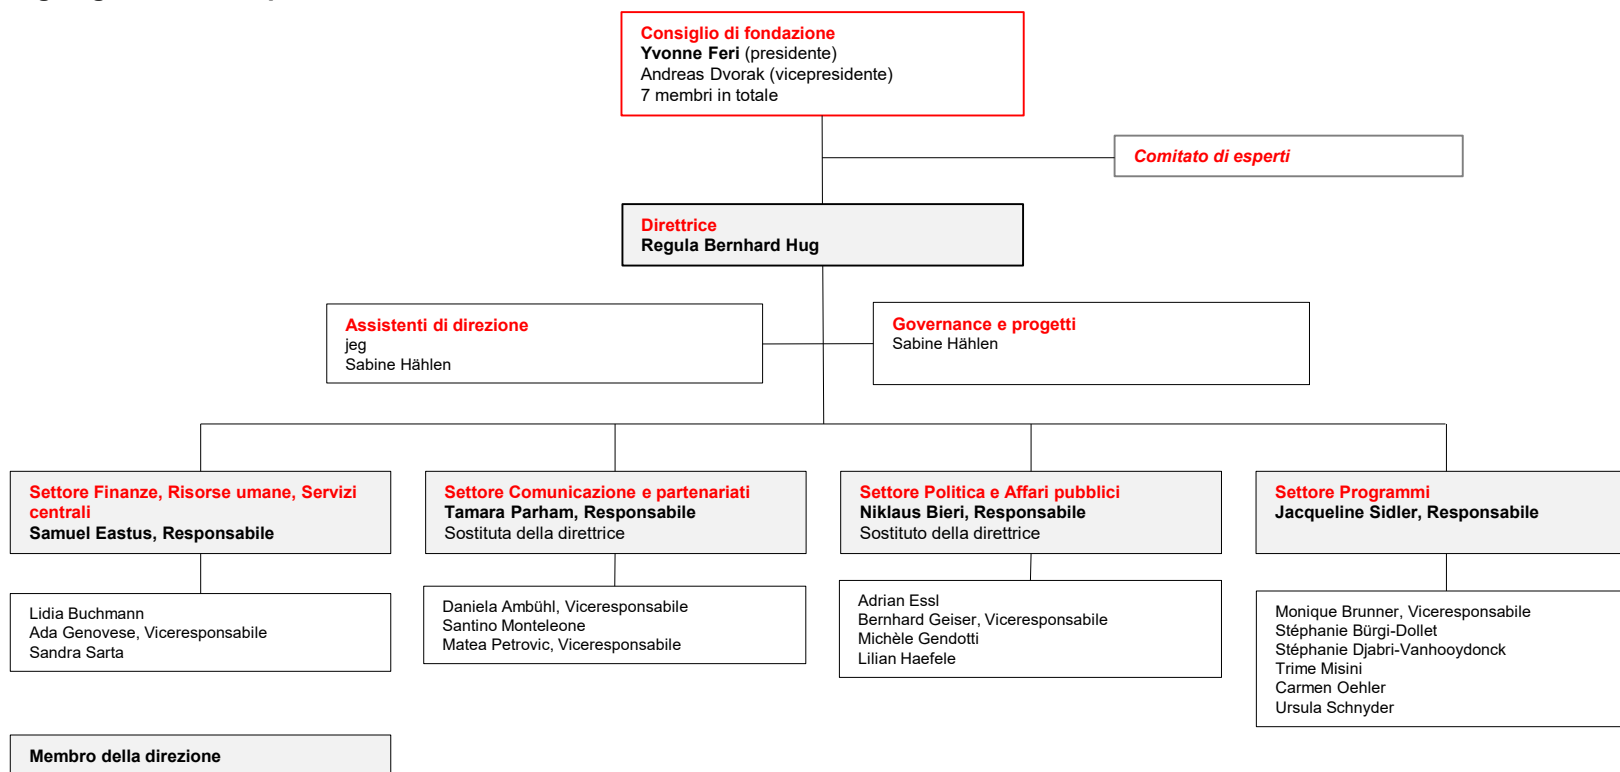 Consiglio di fondazione
Yvonne Feri (presidente)
Andreas Dvorak (vicepresidente)
7 membri in totale
Comitato di esperti
Direttrice
Regula Bernhard Hug
Assistenti di direzione
jeg
Sabine Hählen
Governance e progetti
Sabine Hählen
Settore Finanze, Risorse umane, Servizi
centrali
Samuel Eastus, Responsabile
Settore Comunicazione e partenariati
Tamara Parham, Responsabile
Sostituta della direttrice
Settore Politica e Affari pubblici
Niklaus Bieri, Responsabile
Sostituto della direttrice
Settore Programmi
Jacqueline Sidler, Responsabile
Lidia Buchmann
Ada Genovese, Viceresponsabile
Sandra Sarta
Daniela Ambühl, Viceresponsabile
Santino Monteleone
Matea Petrovic, Viceresponsabile
Adrian Essl
Bernhard Geiser, Viceresponsabile
Michèle Gendotti
Lilian Haefele
Monique Brunner, Viceresponsabile
Stéphanie Bürgi-Dollet
Stéphanie Djabri-Vanhooydonck
Trime Misini
Carmen Oehler
Ursula Schnyder
Membro della direzione